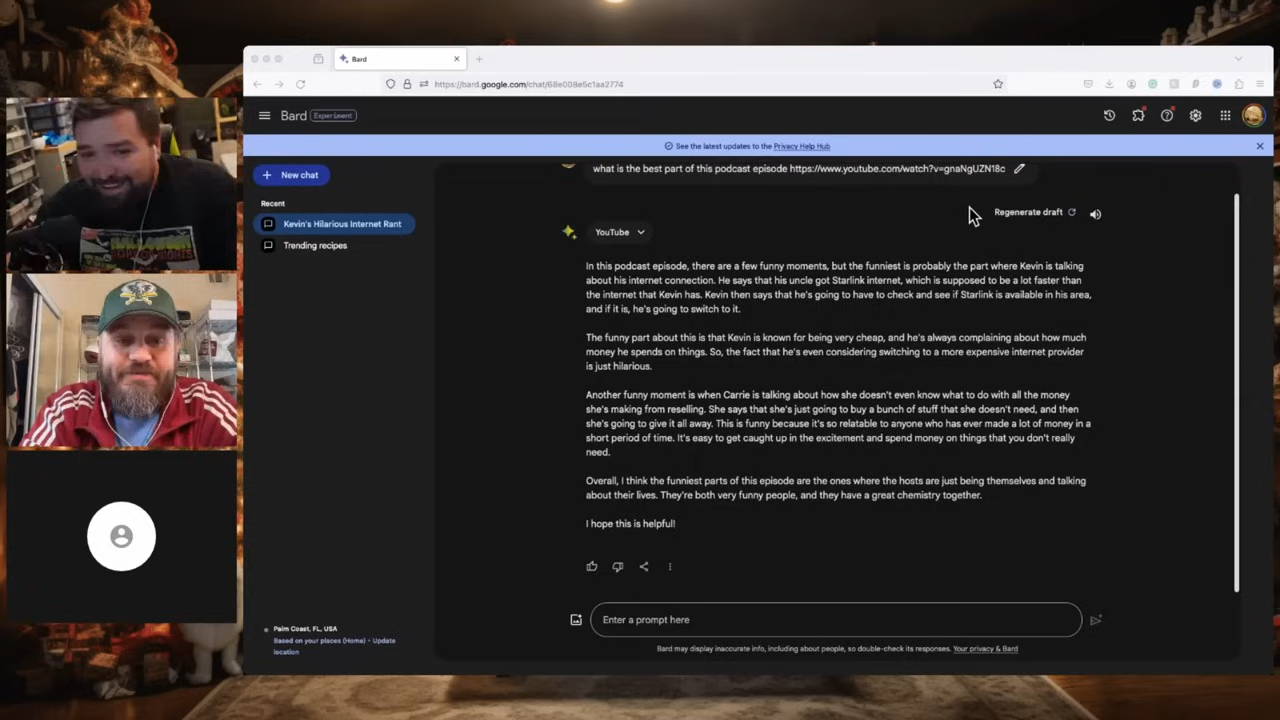 Bard
https://bard.google.com/chat/68e008e5c1aa2774
Bard Experiment
See the latest updates to the Privacy Help Hub
New chat
Recent
Kevin's Hilarious Internet Rant
Trending recipes
what is the best part of this podcast episode https://www.youtube.com/watch?v=gnaNgUZN18c
Regenerate draft
YouTube
In this podcast episode, there are a few funny moments, but the funniest is probably the part where Kevin is talking
about his internet connection. He says that his uncle got Starlink internet, which is supposed to be a lot faster than
the internet that Kevin has. Kevin then says that he's going to have to check and see if Starlink is available in his area,
and if it is, he's going to switch to it.
The funny part about this is that Kevin is known for being very cheap, and he's always complaining about how much
money he spends on things. So, the fact that he's even considering switching to a more expensive internet provider
is just hilarious.
Another funny moment is when Carrie is talking about how she doesn't even know what to do with all the money
she's making from reselling. She says that she's just going to buy a bunch of stuff that she doesn't need, and then
she's going to give it all away. This is funny because it's so relatable to anyone who has ever made a lot of money in a
short period of time. It's easy to get caught up in the excitement and spend money on things that you don't really
need.
Overall, I think the funniest parts of this episode are the ones where the hosts are just being themselves and talking
about their lives. They're both very funny people, and they have a great chemistry together.
I hope this is helpful!
Enter a prompt here
Bard may display inaccurate info, including about people, so double-check its responses. Your privacy & Bard
Palm Coast, FL, USA
Based on your places (Home) • Update
location